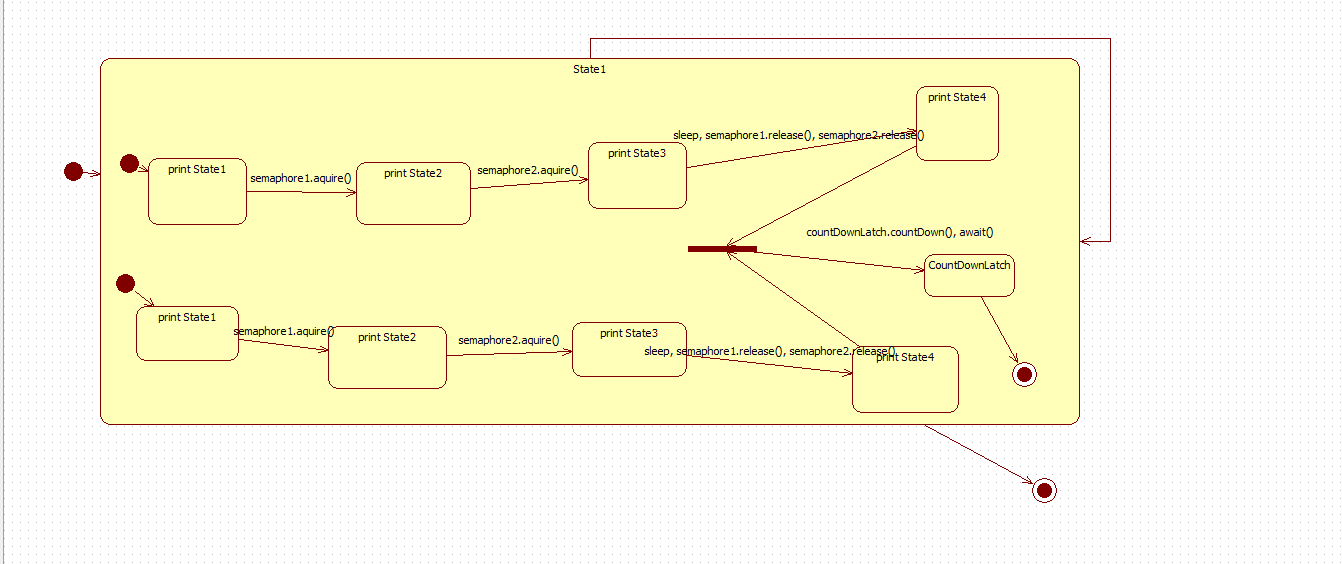 State1
print State4
sleep, semaphore1.release(), semaphore2.release()
print State3
print State1
semaphore1.aquire()
print State2
semaphore2.aquire()
countDownLatch.countDown(), await()
CountDownLatch
print State1
semaphore1.aquire()
print State2
semaphore2.aquire()
print State3
sleep, semaphore1.release(), semaphore2.release()
print State4